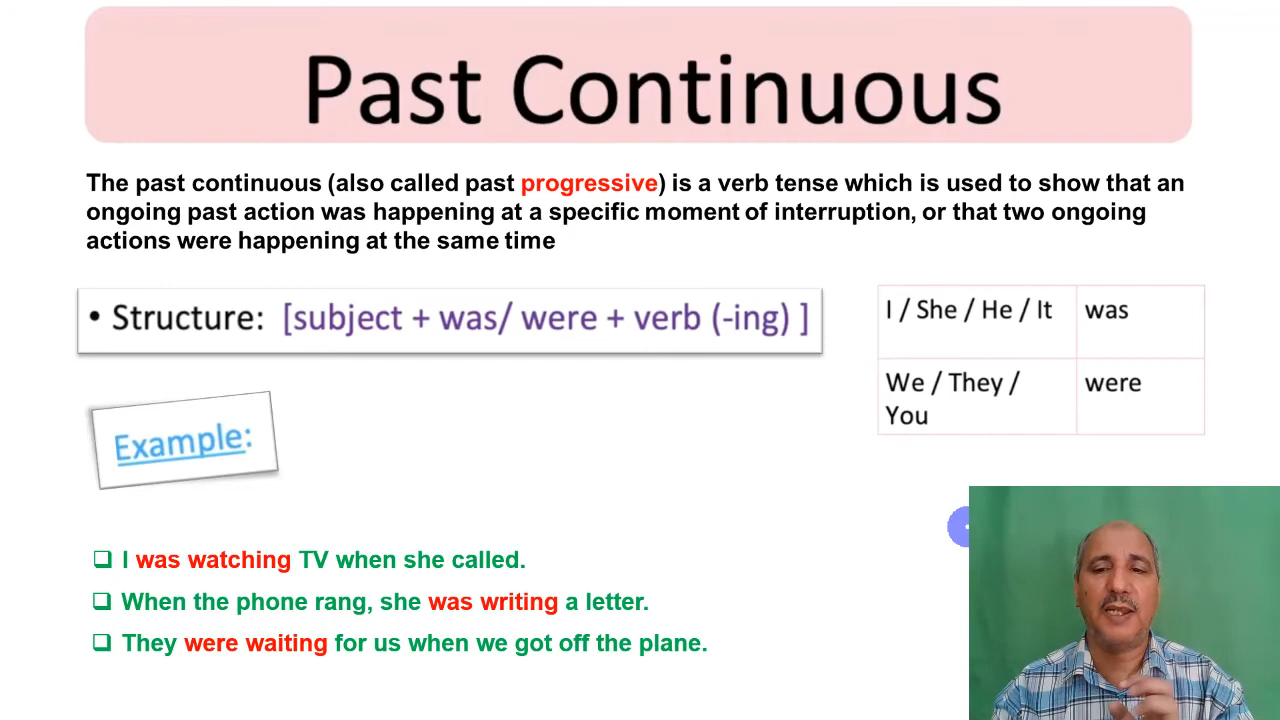 Past Continuous
The past continuous (also called past progressive) is a verb tense which is used to show that an
ongoing past action was happening at a specific moment of interruption, or that two ongoing
actions were happening at the same time
• Structure: [subject + was/ were + verb (-ing) ]
I / She / He / It was
We / They / were
You
Example:
❑ I was watching TV when she called.
❑ When the phone rang, she was writing a letter.
❑ They were waiting for us when we got off the plane.